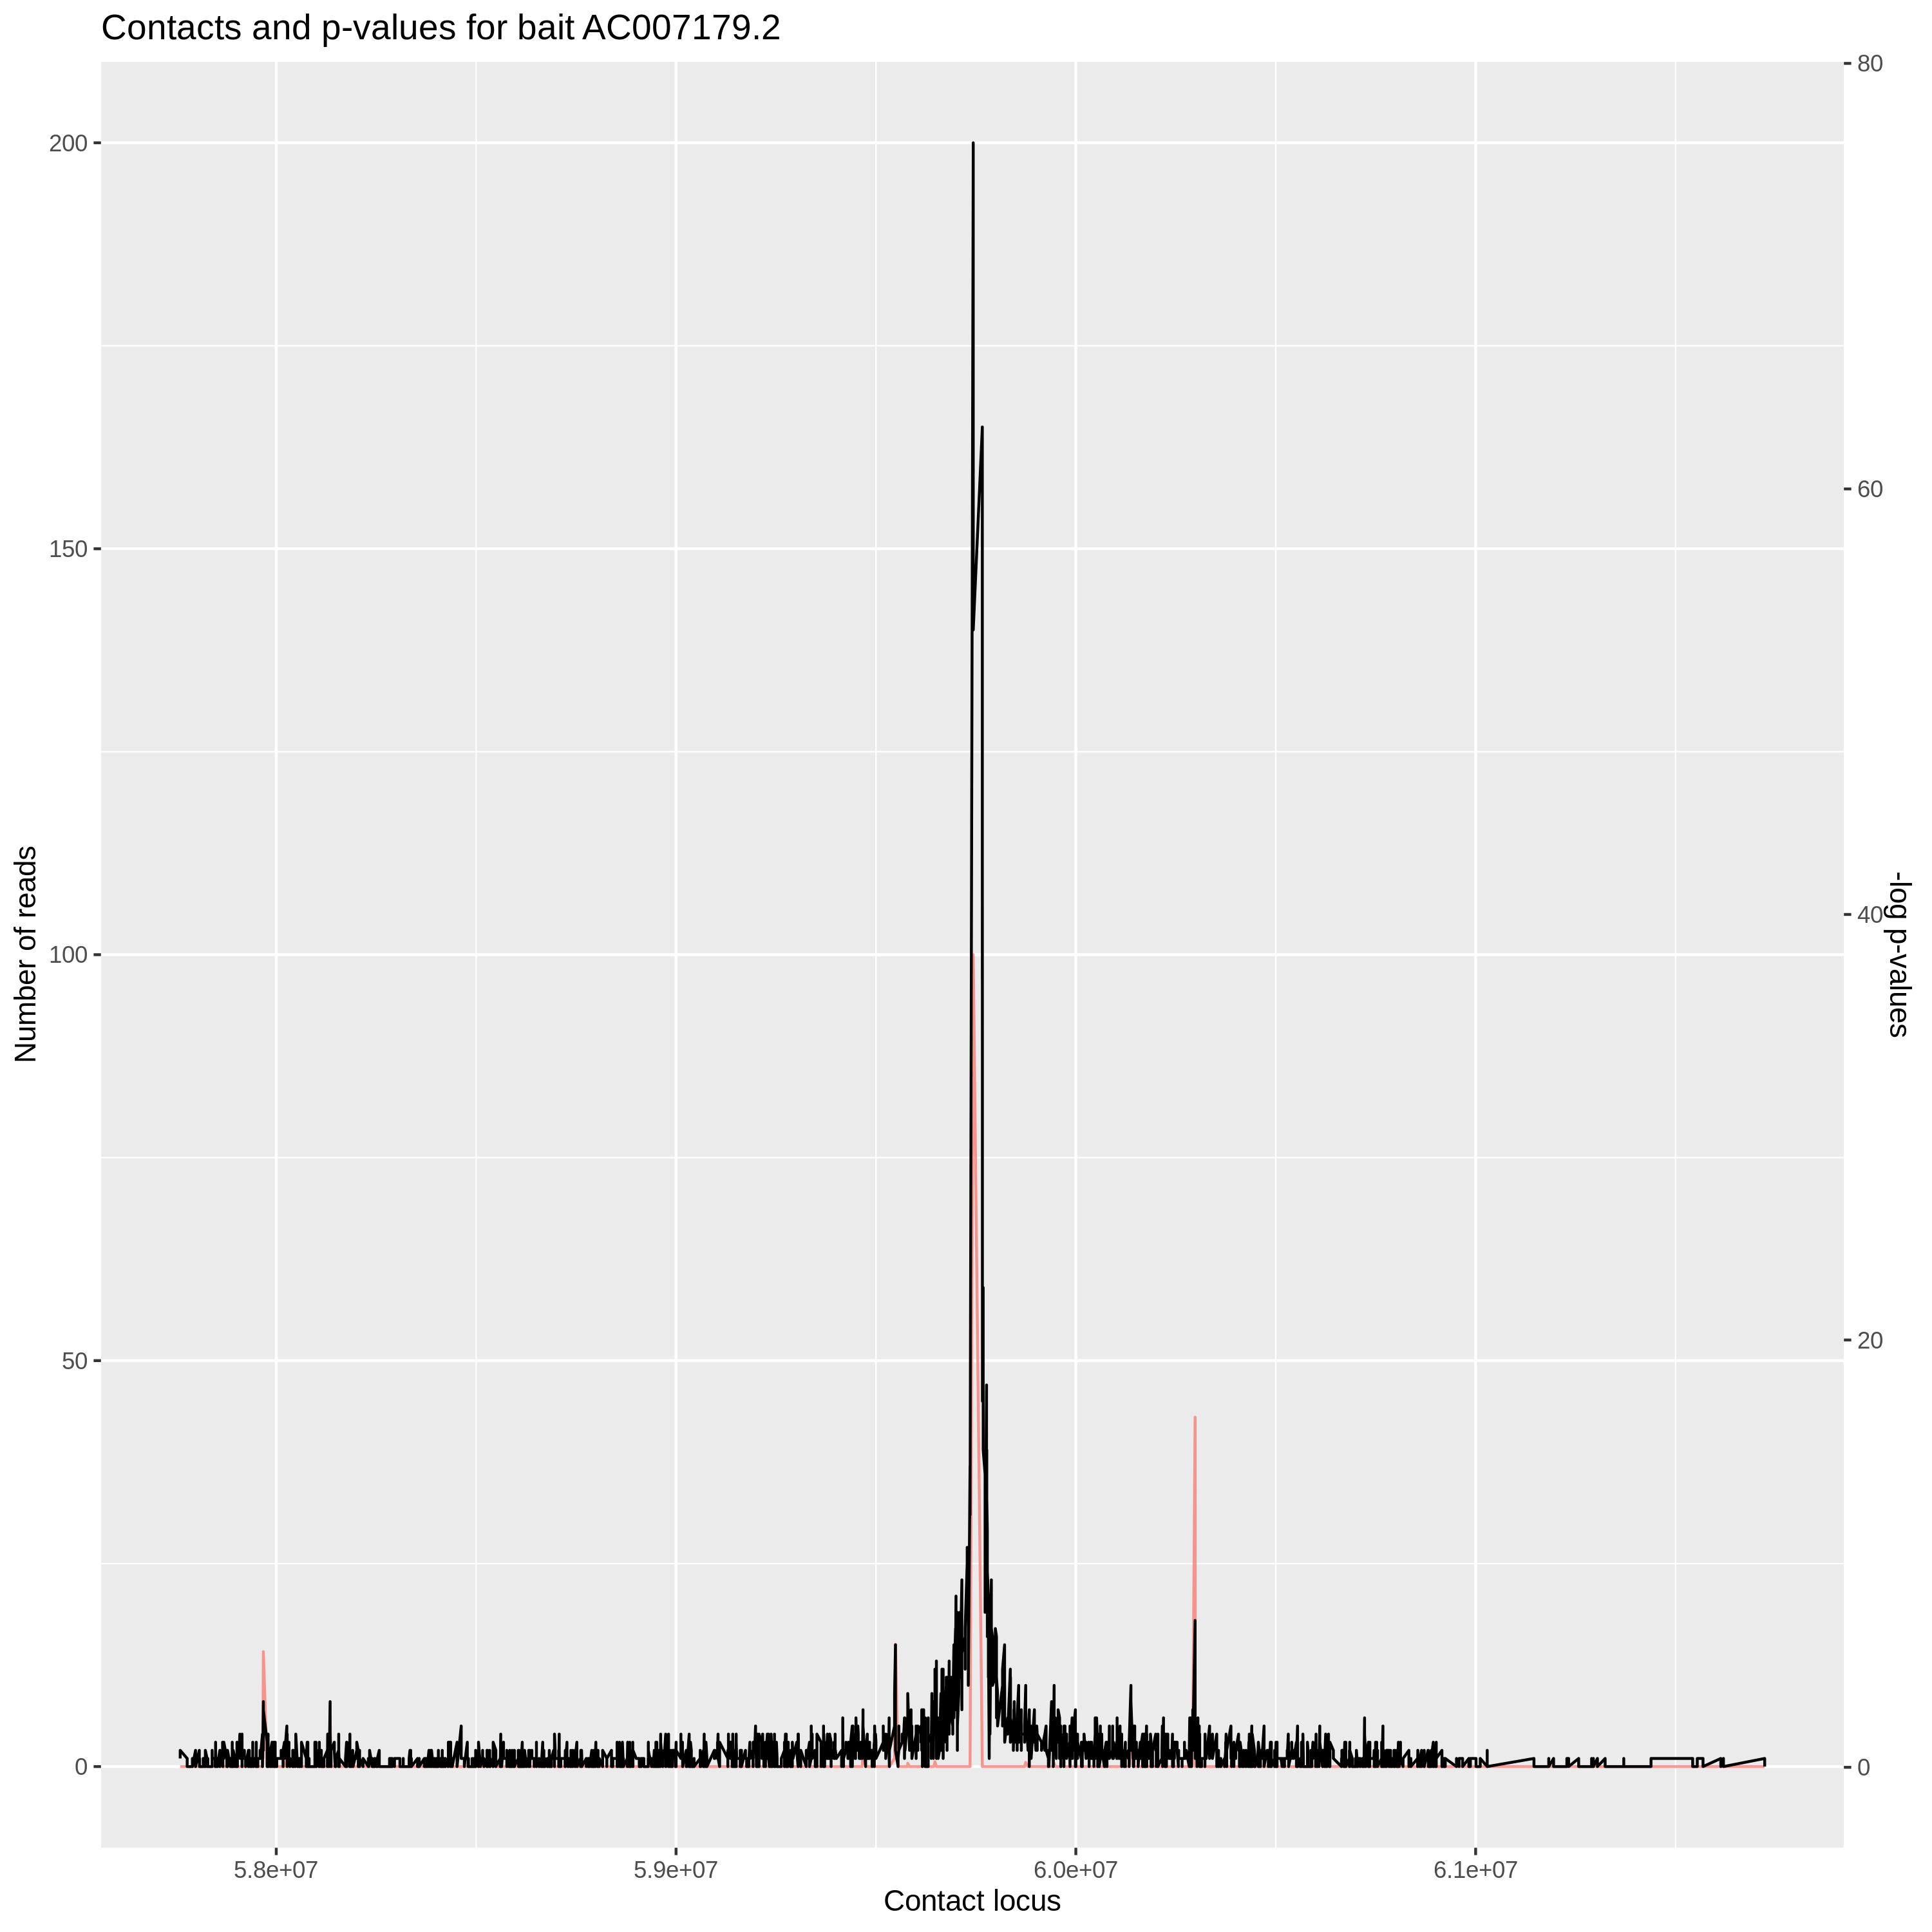 Contacts and p-values for bait AC007179.2
200
150
100
50
0
80
60
40
20
0
Number of reads
-log p-values
5.8e+07
5.9e+07
6.0e+07
6.1e+07
Contact locus